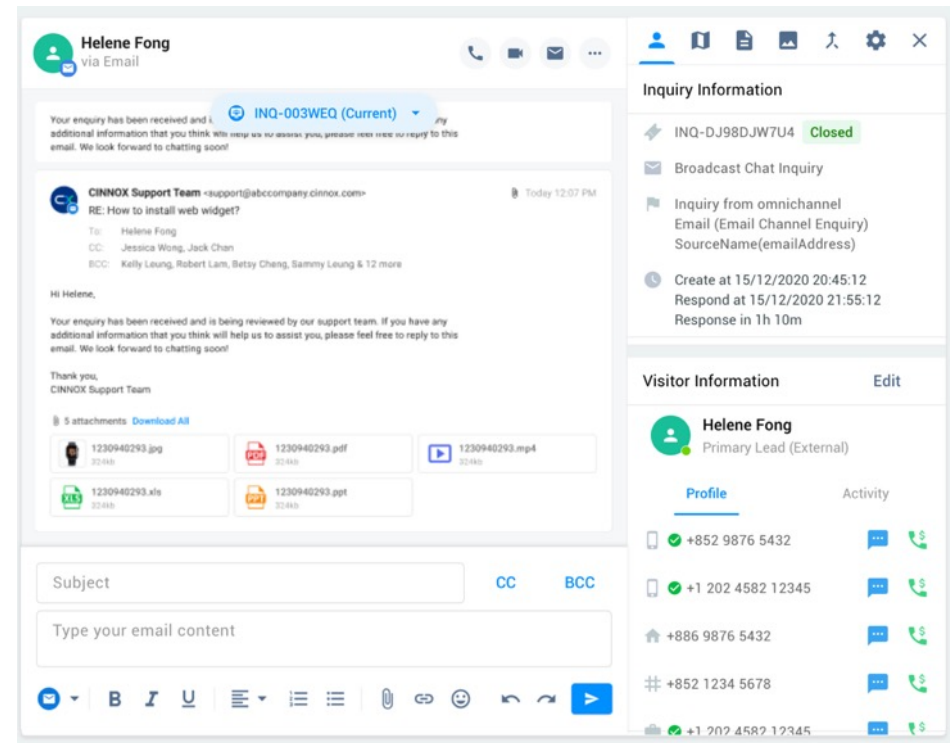 Helene Fong
via Email
INQ-003WEQ (Current)
Your enquiry has been received and i
ny
additional information that you think will help us to assist you, please feel free to reply to this
email. We look forward to chatting soon!
CINNOX Support Team <support@abccompany.cinnox.com>
Today 12:07 PM
RE: How to install web widget?
To: Helene Fong
CC: Jessica Wong, Jack Chan
BCC: Kelly Leung, Robert Lam, Betsy Cheng, Sammy Leung & 12 more
Hi Helene,
Your enquiry has been received and is being reviewed by our support team. If you have any
additional information that you think will help us to assist you, please feel free to reply to this
email. We look forward to chatting soon!
Thank you,
CINNOX Support Team
5 attachments Download All
1230940293.jpg
324kb
PDF
1230940293.pdf
324kb
1230940293.mp4
324kb
XLS
1230940293.xls
324kb
PPT
1230940293.ppt
324kb
Subject
CC
BCC
Type your email content
B I U
Inquiry Information
INQ-DJ98DJW7U4 Closed
Broadcast Chat Inquiry
Inquiry from omnichannel
Email (Email Channel Enquiry)
SourceName(emailAddress)
Create at 15/12/2020 20:45:12
Respond at 15/12/2020 21:55:12
Response in 1h 10m
Visitor Information
Edit
Helene Fong
Primary Lead (External)
Profile
Activity
+852 9876 5432
+1 202 4582 12345
+886 9876 5432
+852 1234 5678
+1 202 4582 12345